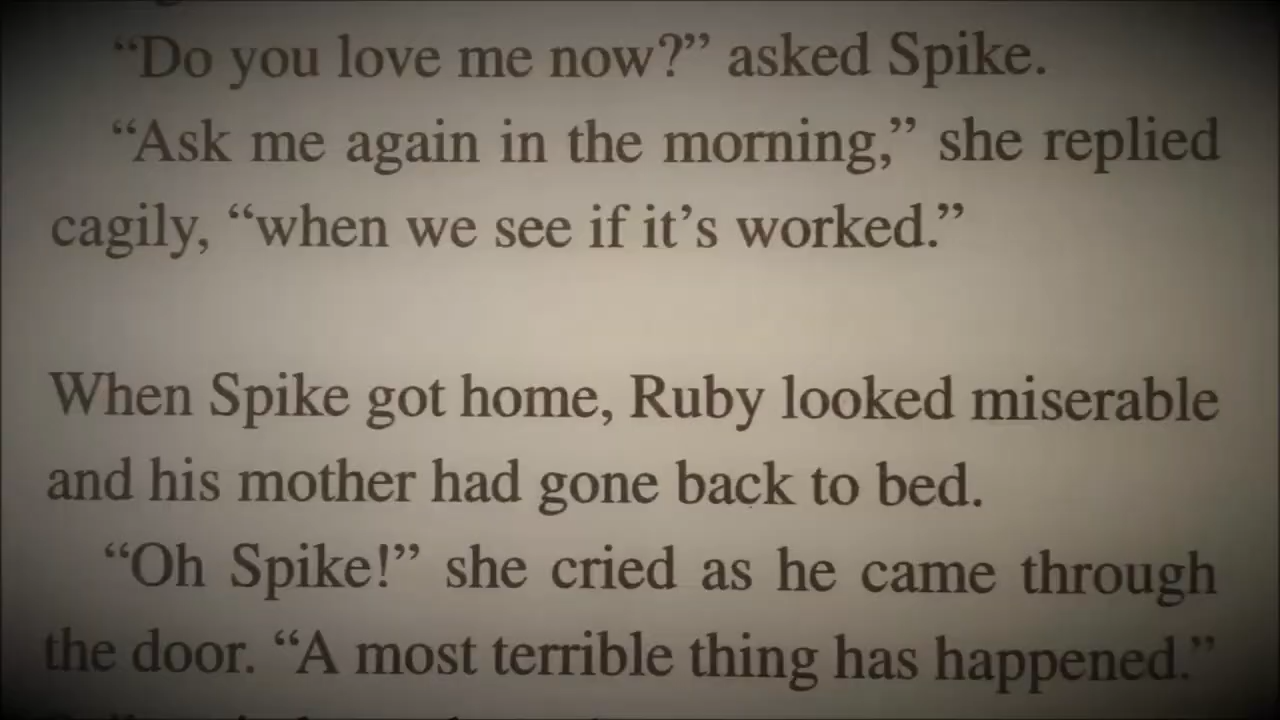 “Do you love me now?” asked Spike.
“Ask me again in the morning,” she replied
cagily, “when we see if it’s worked.”
When Spike got home, Ruby looked miserable
and his mother had gone back to bed.
“Oh Spike!” she cried as he came through
the door. “A most terrible thing has happened.”